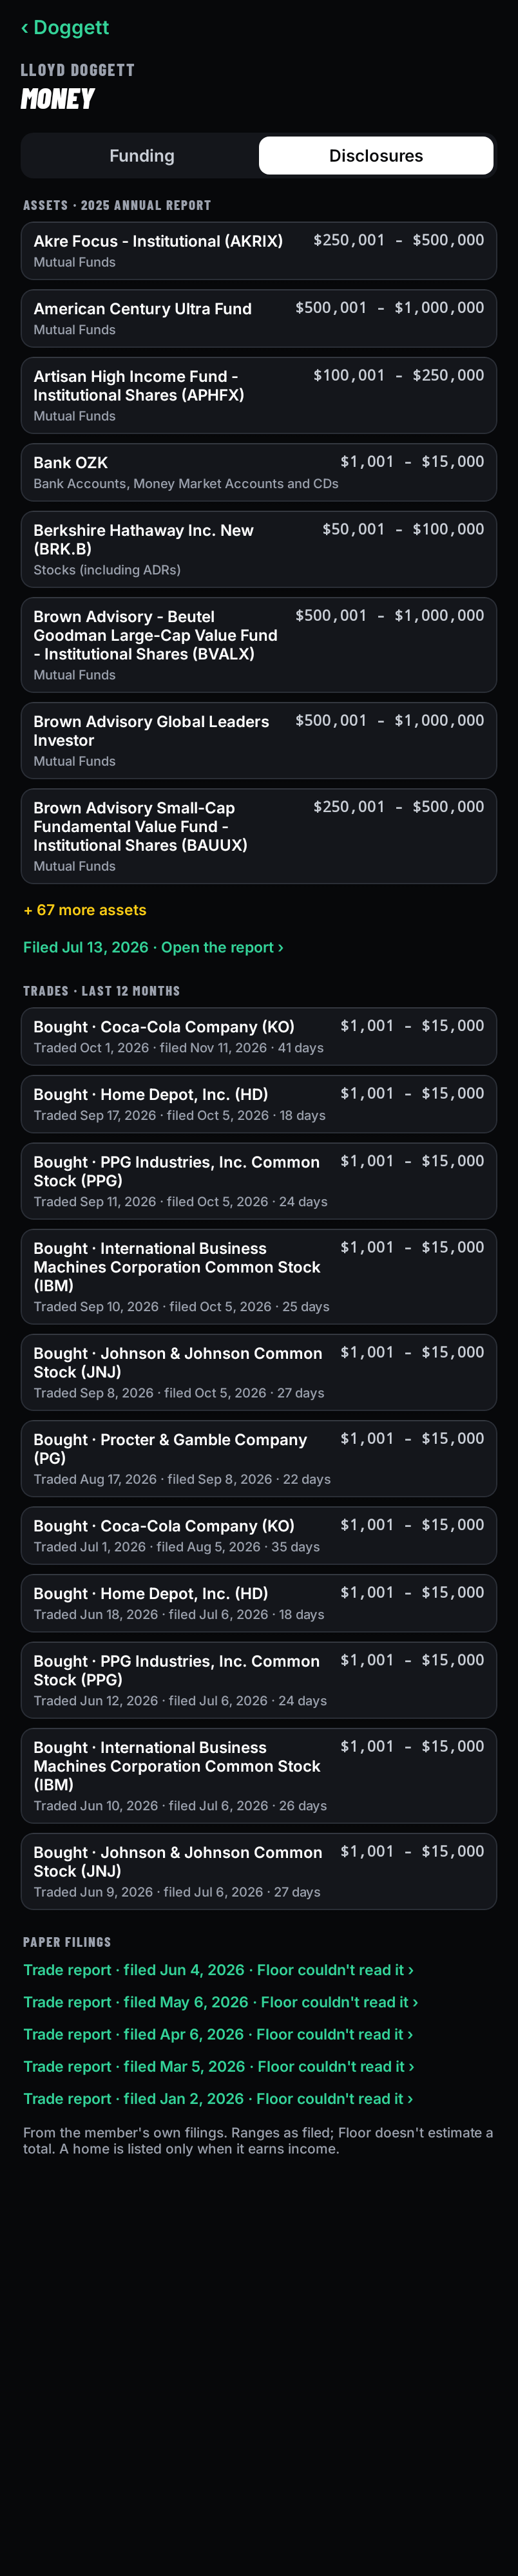 ‹ Doggett
LLOYD DOGGETT
MONEY
Funding
Disclosures
ASSETS · 2025 ANNUAL REPORT
Akre Focus - Institutional (AKRIX)
$250,001 – $500,000
Mutual Funds
American Century Ultra Fund
$500,001 – $1,000,000
Mutual Funds
Artisan High Income Fund -
Institutional Shares (APHFX)
$100,001 – $250,000
Mutual Funds
Bank OZK
$1,001 – $15,000
Bank Accounts, Money Market Accounts and CDs
Berkshire Hathaway Inc. New
(BRK.B)
$50,001 – $100,000
Stocks (including ADRs)
Brown Advisory - Beutel
Goodman Large-Cap Value Fund
- Institutional Shares (BVALX)
$500,001 – $1,000,000
Mutual Funds
Brown Advisory Global Leaders
Investor
$500,001 – $1,000,000
Mutual Funds
Brown Advisory Small-Cap
Fundamental Value Fund -
Institutional Shares (BAUUX)
$250,001 – $500,000
Mutual Funds
+ 67 more assets
Filed Jul 13, 2026 · Open the report ›
TRADES · LAST 12 MONTHS
Bought · Coca-Cola Company (KO)
$1,001 – $15,000
Traded Oct 1, 2026 · filed Nov 11, 2026 · 41 days
Bought · Home Depot, Inc. (HD)
$1,001 – $15,000
Traded Sep 17, 2026 · filed Oct 5, 2026 · 18 days
Bought · PPG Industries, Inc. Common
Stock (PPG)
$1,001 – $15,000
Traded Sep 11, 2026 · filed Oct 5, 2026 · 24 days
Bought · International Business
Machines Corporation Common Stock
(IBM)
$1,001 – $15,000
Traded Sep 10, 2026 · filed Oct 5, 2026 · 25 days
Bought · Johnson & Johnson Common
Stock (JNJ)
$1,001 – $15,000
Traded Sep 8, 2026 · filed Oct 5, 2026 · 27 days
Bought · Procter & Gamble Company
(PG)
$1,001 – $15,000
Traded Aug 17, 2026 · filed Sep 8, 2026 · 22 days
Bought · Coca-Cola Company (KO)
$1,001 – $15,000
Traded Jul 1, 2026 · filed Aug 5, 2026 · 35 days
Bought · Home Depot, Inc. (HD)
$1,001 – $15,000
Traded Jun 18, 2026 · filed Jul 6, 2026 · 18 days
Bought · PPG Industries, Inc. Common
Stock (PPG)
$1,001 – $15,000
Traded Jun 12, 2026 · filed Jul 6, 2026 · 24 days
Bought · International Business
Machines Corporation Common Stock
(IBM)
$1,001 – $15,000
Traded Jun 10, 2026 · filed Jul 6, 2026 · 26 days
Bought · Johnson & Johnson Common
Stock (JNJ)
$1,001 – $15,000
Traded Jun 9, 2026 · filed Jul 6, 2026 · 27 days
PAPER FILINGS
Trade report · filed Jun 4, 2026 · Floor couldn't read it ›
Trade report · filed May 6, 2026 · Floor couldn't read it ›
Trade report · filed Apr 6, 2026 · Floor couldn't read it ›
Trade report · filed Mar 5, 2026 · Floor couldn't read it ›
Trade report · filed Jan 2, 2026 · Floor couldn't read it ›
From the member's own filings. Ranges as filed; Floor doesn't estimate a
total. A home is listed only when it earns income.